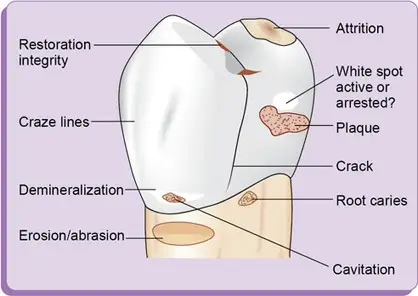 Restoration
integrity
Craze lines
Demineralization
Erosion/abrasion
Attrition
White spot
active or
arrested?
Plaque
Crack
Root caries
Cavitation